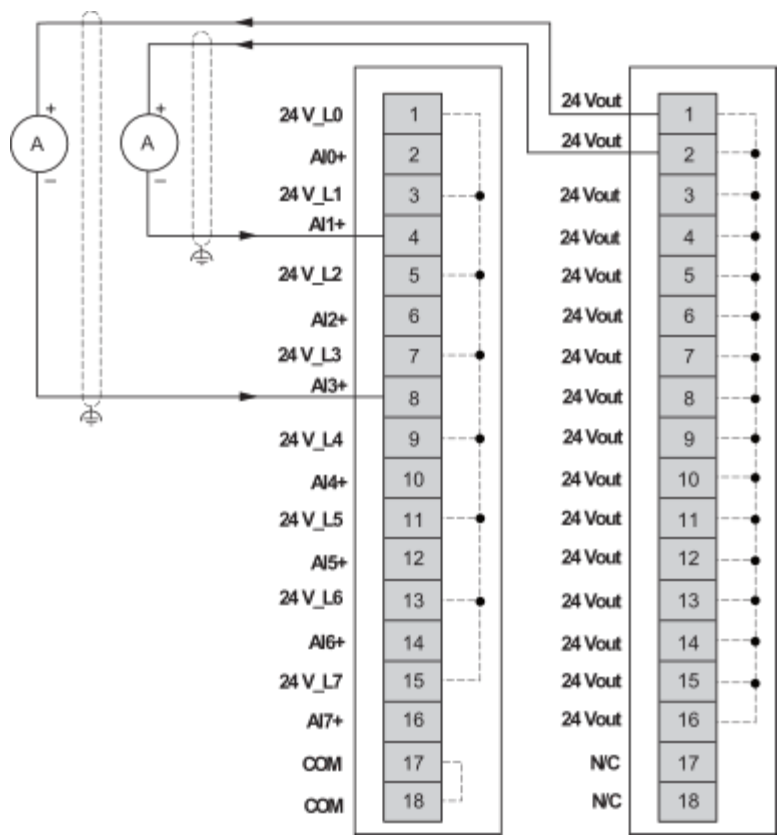 +
A
−
+
A
−
24 V_L0 1
AI0+ 2
24 V_L1 3
AI1+ 4
24 V_L2 5
AI2+ 6
24 V_L3 7
AI3+ 8
24 V_L4 9
AI4+ 10
24 V_L5 11
AI5+ 12
24 V_L6 13
AI6+ 14
24 V_L7 15
AI7+ 16
COM 17
COM 18
24 Vout 1
24 Vout 2
24 Vout 3
24 Vout 4
24 Vout 5
24 Vout 6
24 Vout 7
24 Vout 8
24 Vout 9
24 Vout 10
24 Vout 11
24 Vout 12
24 Vout 13
24 Vout 14
24 Vout 15
24 Vout 16
N/C 17
N/C 18